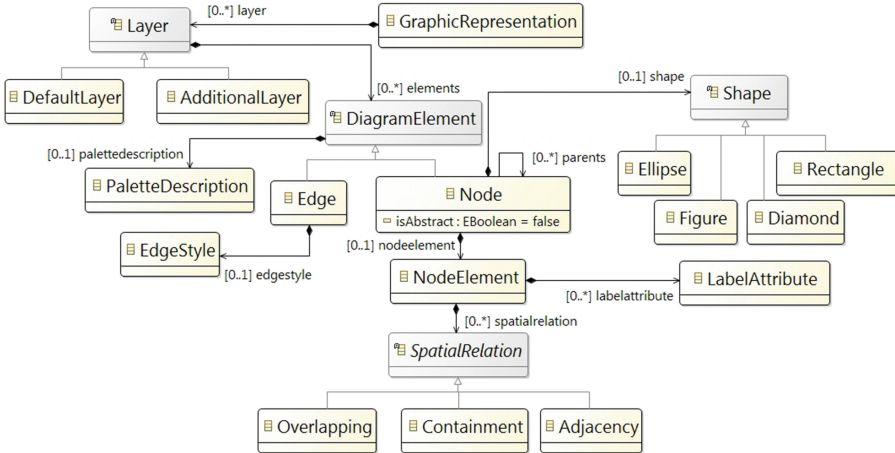 [0..*] layer
GraphicRepresentation
Layer
DefaultLayer
AdditionalLayer
[0..*] elements
[0..1] shape
Shape
DiagramElement
[0..1] palettedescription
[0..*] parents
PaletteDescription
Edge
Node
isAbstract : EBoolean = false
Ellipse
Rectangle
Figure
Diamond
EdgeStyle
[0..1] edgestyle
[0..1] nodeelement
NodeElement
LabelAttribute
[0..*] labelattribute
[0..*] spatialrelation
SpatialRelation
Overlapping
Containment
Adjacency